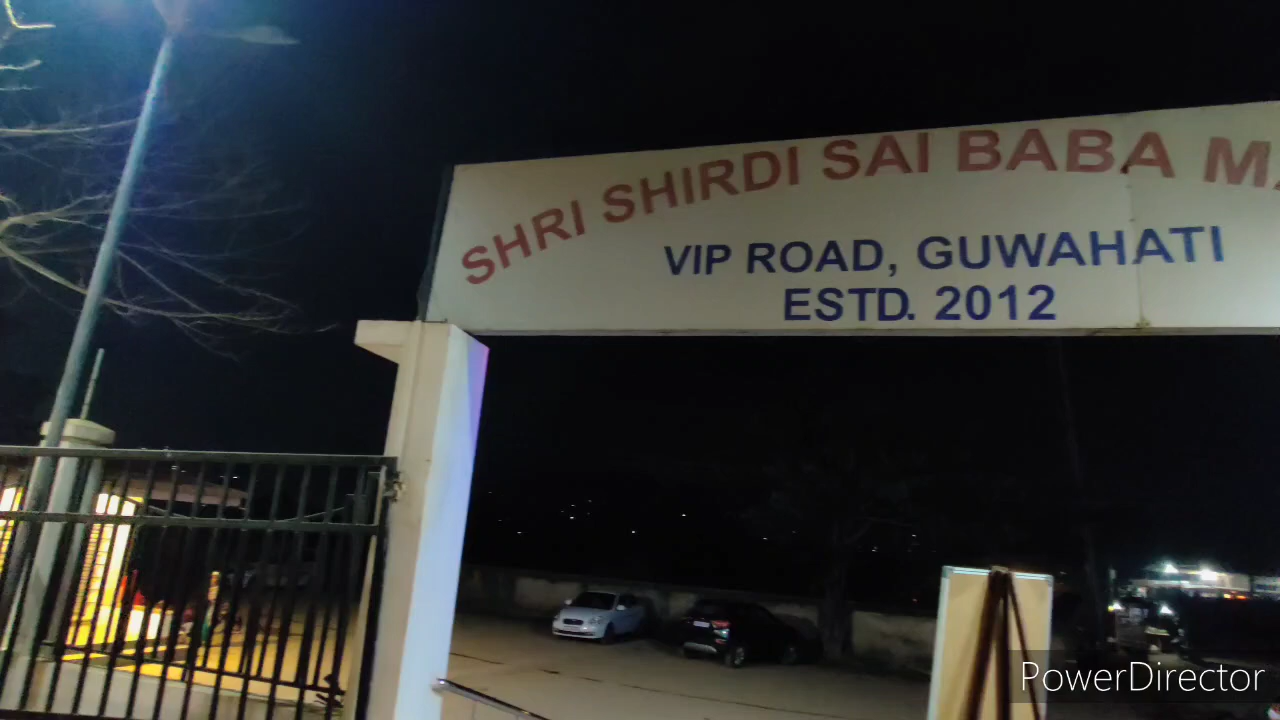 SHRI SHIRDI SAI BABA
VIP ROAD, GUWAHATI
ESTD. 2012
PowerDirector